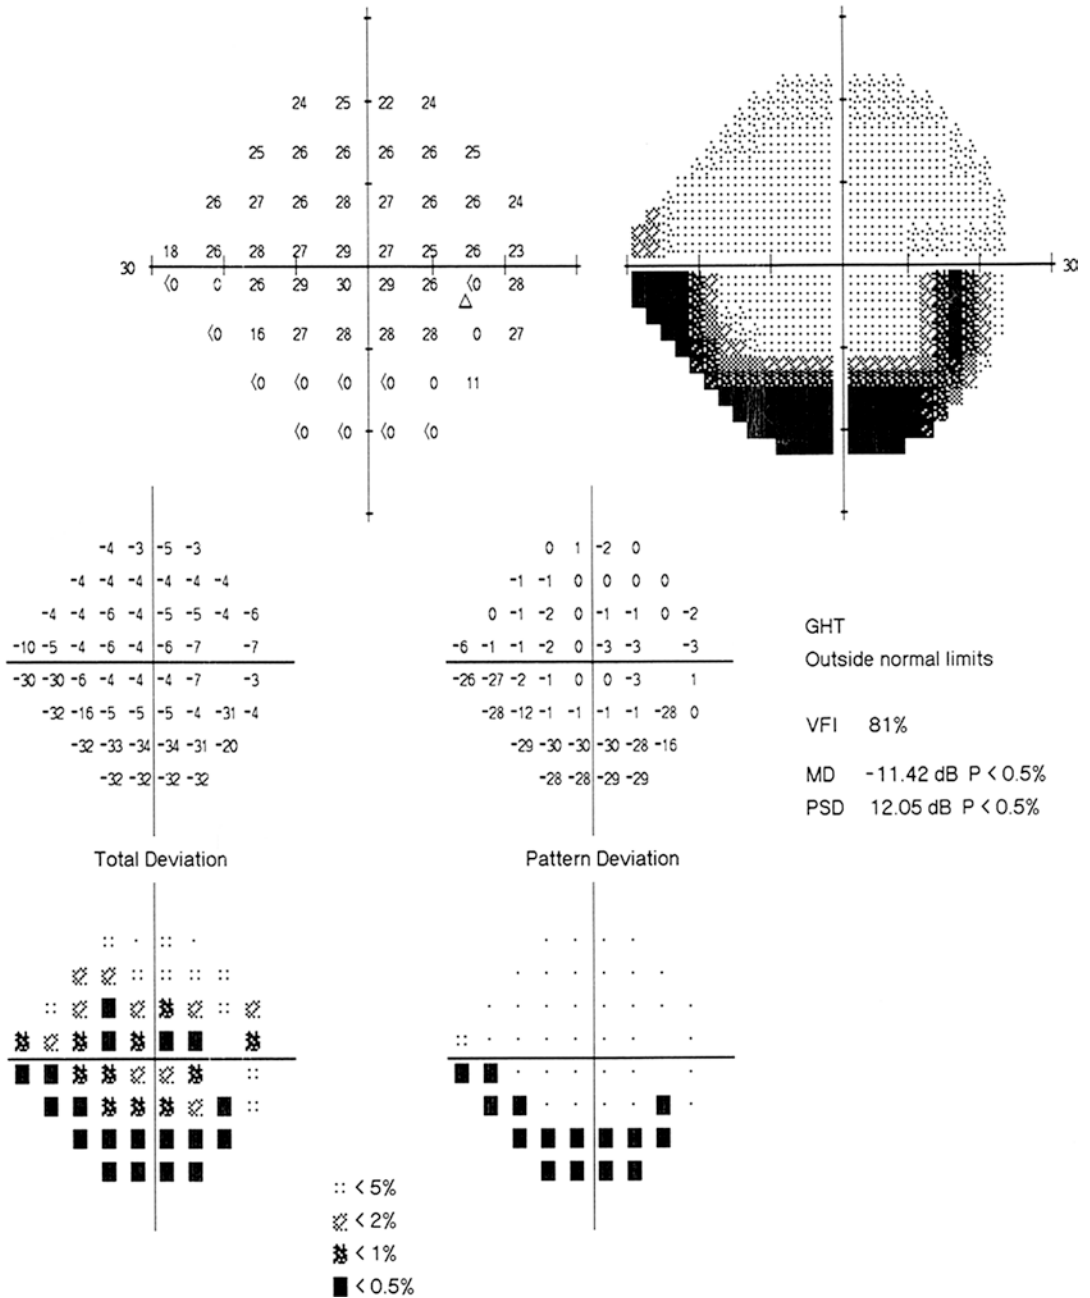 24 25 22 24
25 26 26 26 26 25
26 27 26 28 27 26 26 24
18 26 28 27 29 27 25 26 23
30
30
<0 0 26 29 30 29 26 <0 28
<0 16 27 28 28 28 0 27
<0 <0 <0 <0 0 11
<0 <0 <0 <0
-4 -3 -5 -3
-4 -4 -4 -4 -4 -4
-4 -4 -6 -4 -5 -5 -4 -6
-10 -5 -4 -6 -4 -6 -7 -7
-30 -30 -6 -4 -4 -4 -7 -3
-32 -16 -5 -5 -5 -4 -31 -4
-32 -33 -34 -34 -31 -20
-32 -32 -32 -32
Total Deviation
0 1 -2 0
-1 -1 0 0 0 0
0 -1 -2 0 -1 -1 0 -2
-6 -1 -1 -2 0 -3 -3 -3
-26 -27 -2 -1 0 0 -3 1
-28 -12 -1 -1 -1 -1 -28 0
-29 -30 -30 -30 -28 -16
-28 -28 -29 -29
Pattern Deviation
GHT
Outside normal limits
VFI 81%
MD -11.42 dB P < 0.5%
PSD 12.05 dB P < 0.5%
< 5%
< 2%
< 1%
< 0.5%